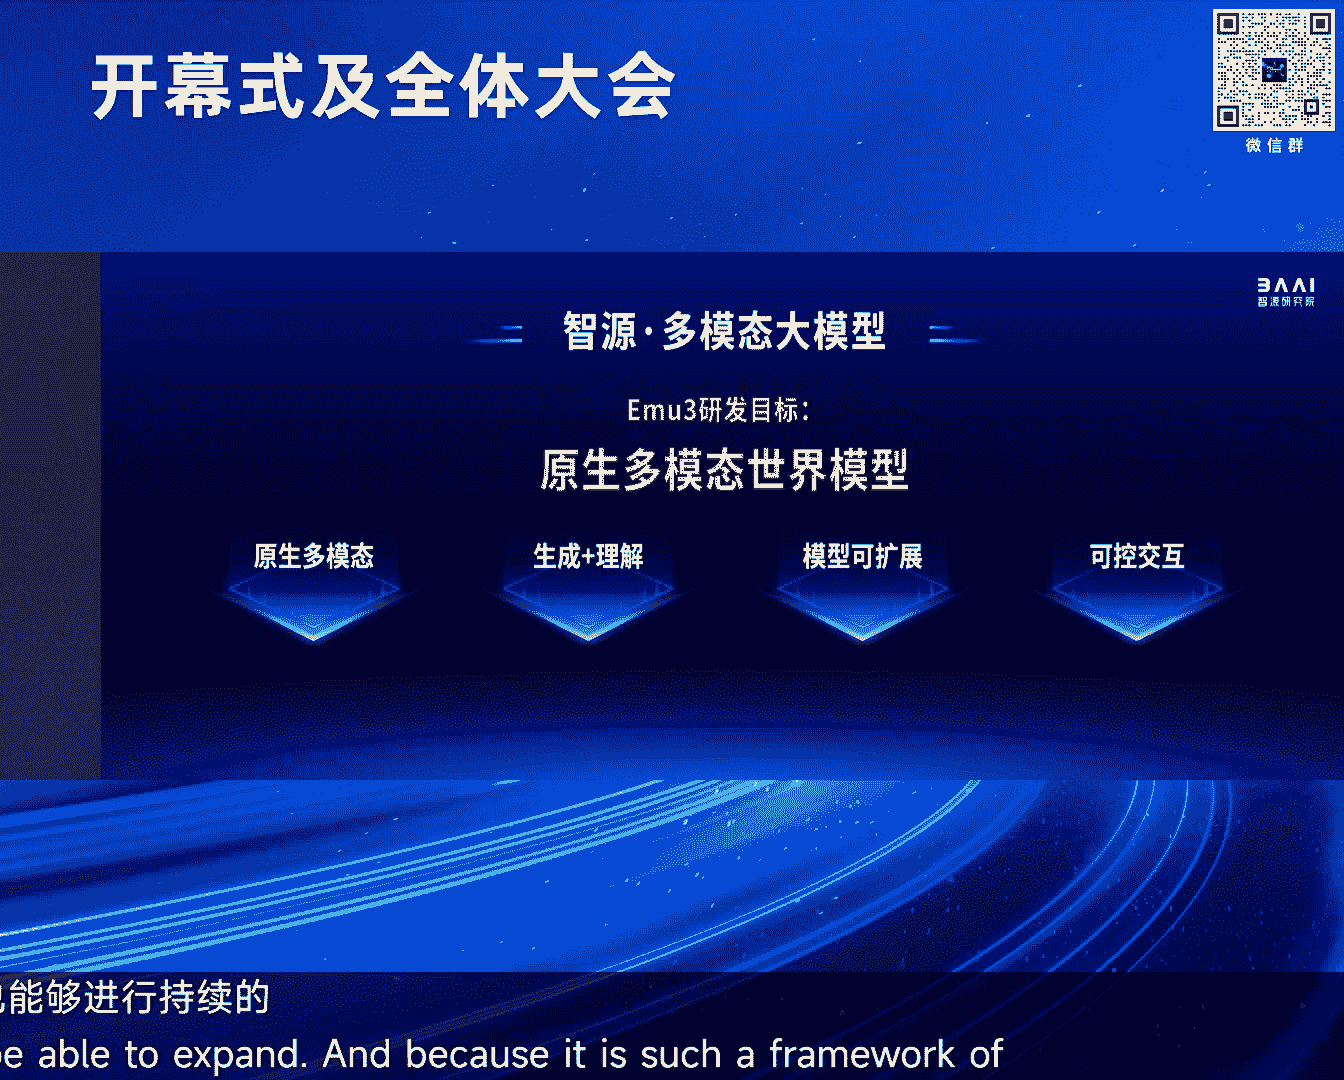 开幕式及全体大会
微信群
BAAI
智源研究院
智源·多模态大模型
Emu3研发目标：
原生多模态世界模型
原生多模态
生成+理解
模型可扩展
可控交互
能够进行持续的
be able to expand. And because it is such a framework of